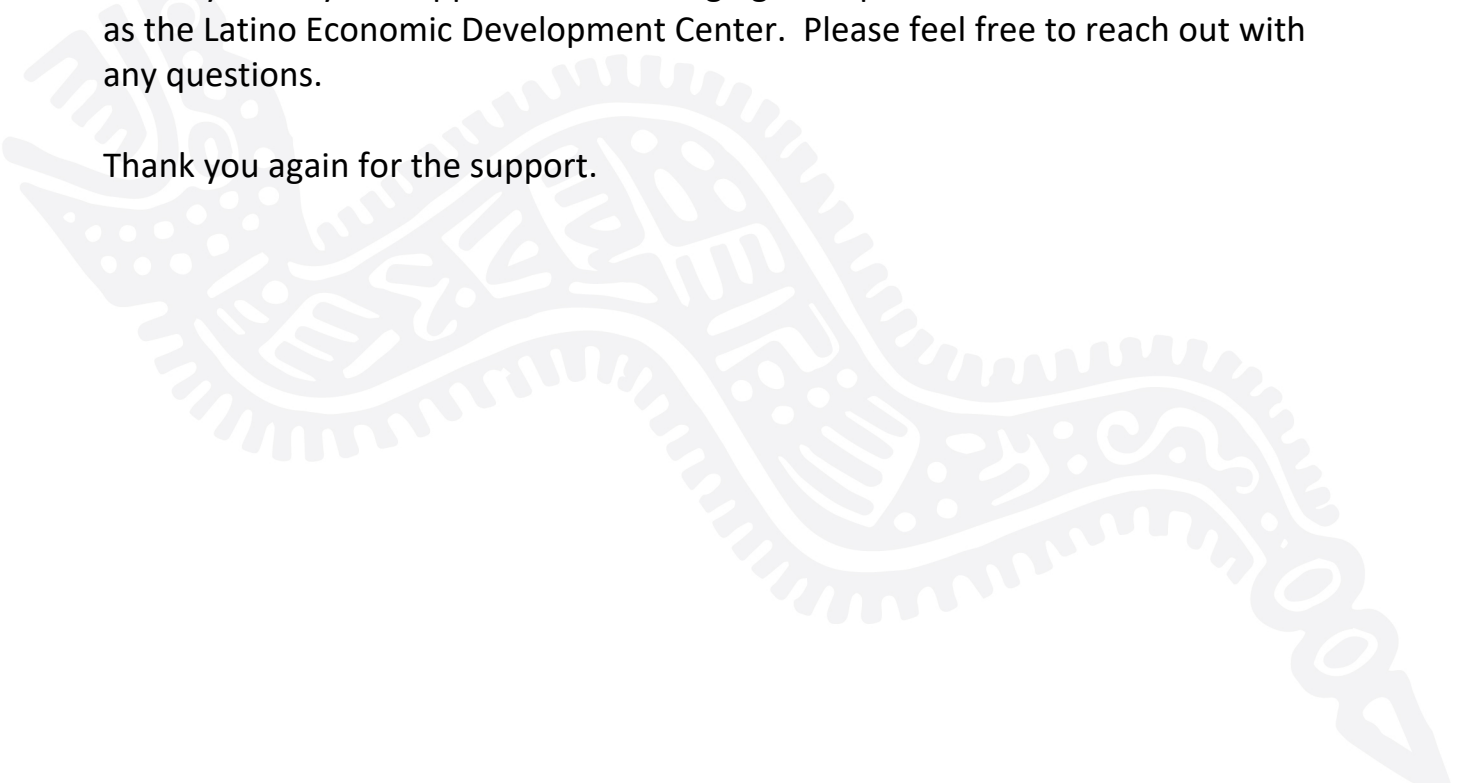 as the Latino Economic Development Center.  Please feel free to reach out with
any questions.
Thank you again for the support.